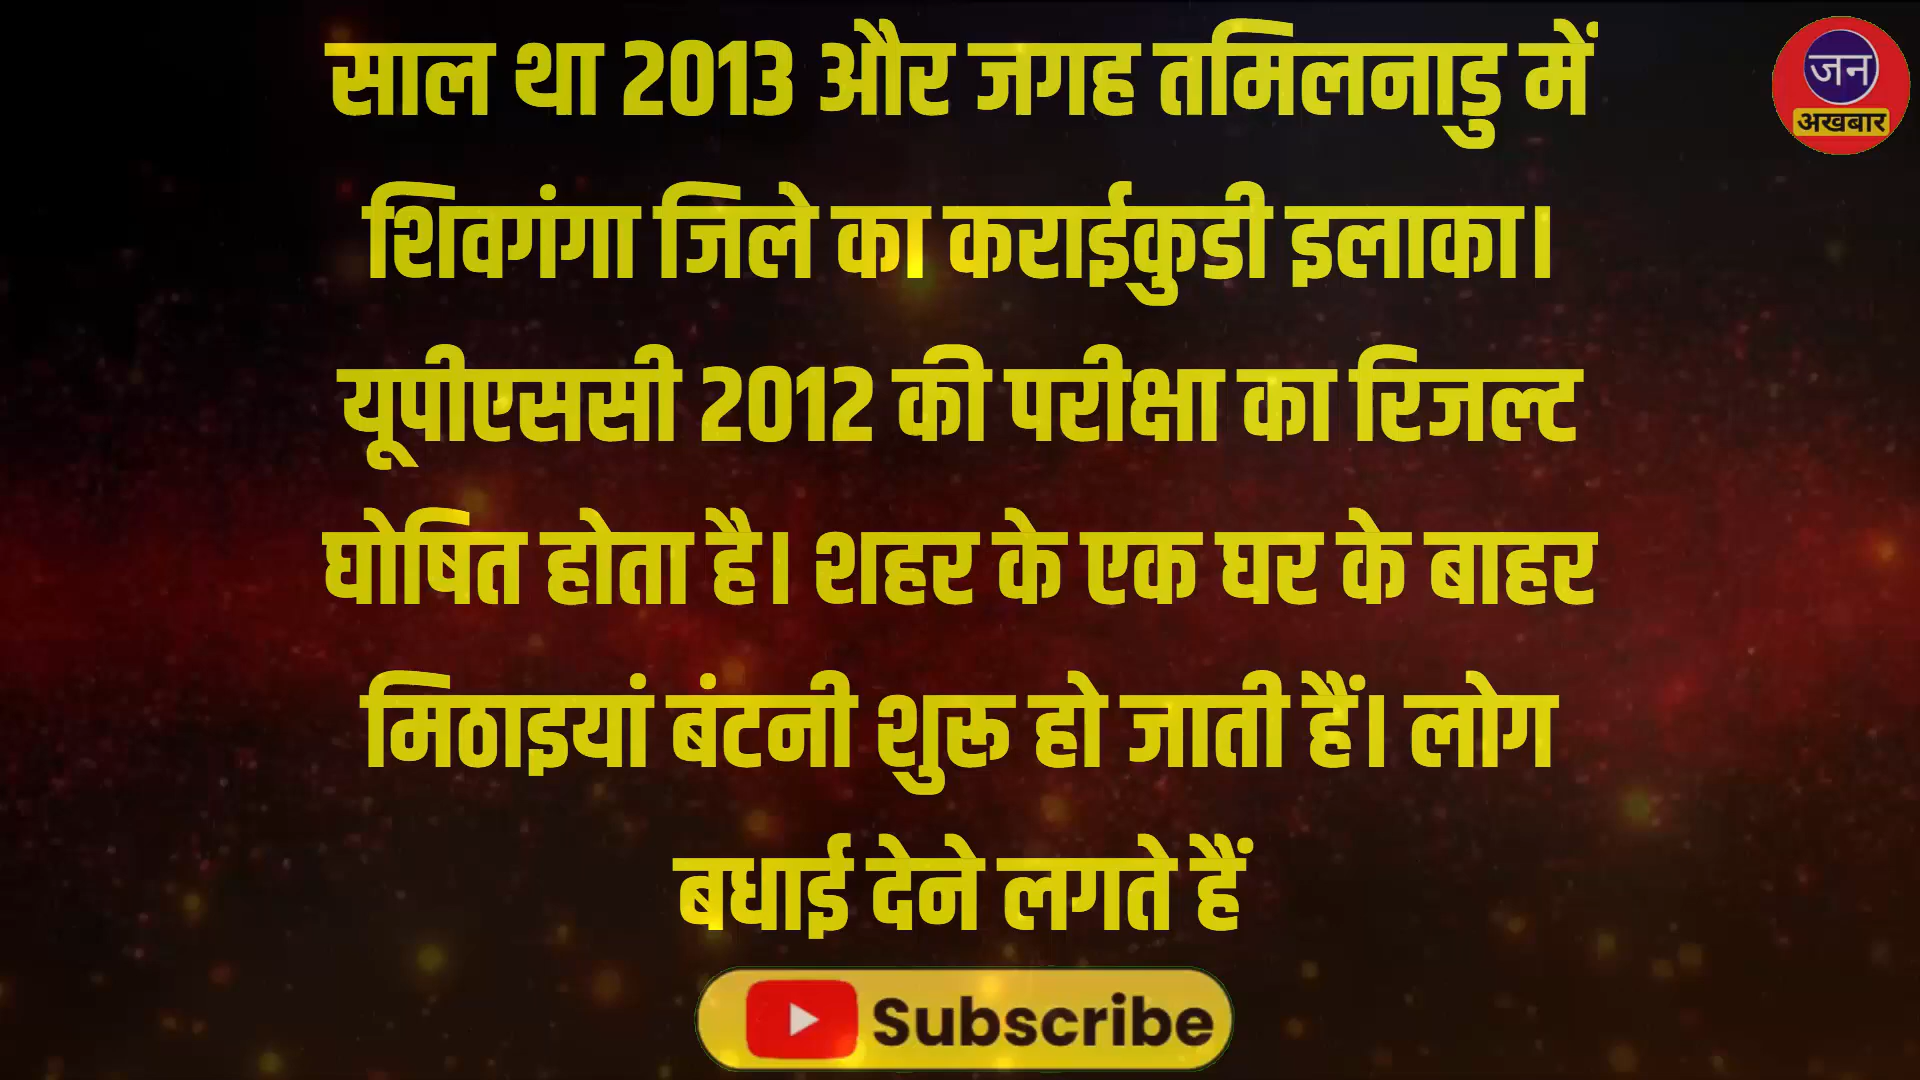 साल था 2013 और जगह तमिलनाडु में
शिवगंगा जिले का कराईकुडी इलाका।
यूपीएससी 2012 की परीक्षा का रिजल्ट
घोषित होता है। शहर के एक घर के बाहर
मिठाइयां बंटनी शुरू हो जाती हैं। लोग
बधाई देने लगते हैं
जन
अखबार
Subscribe